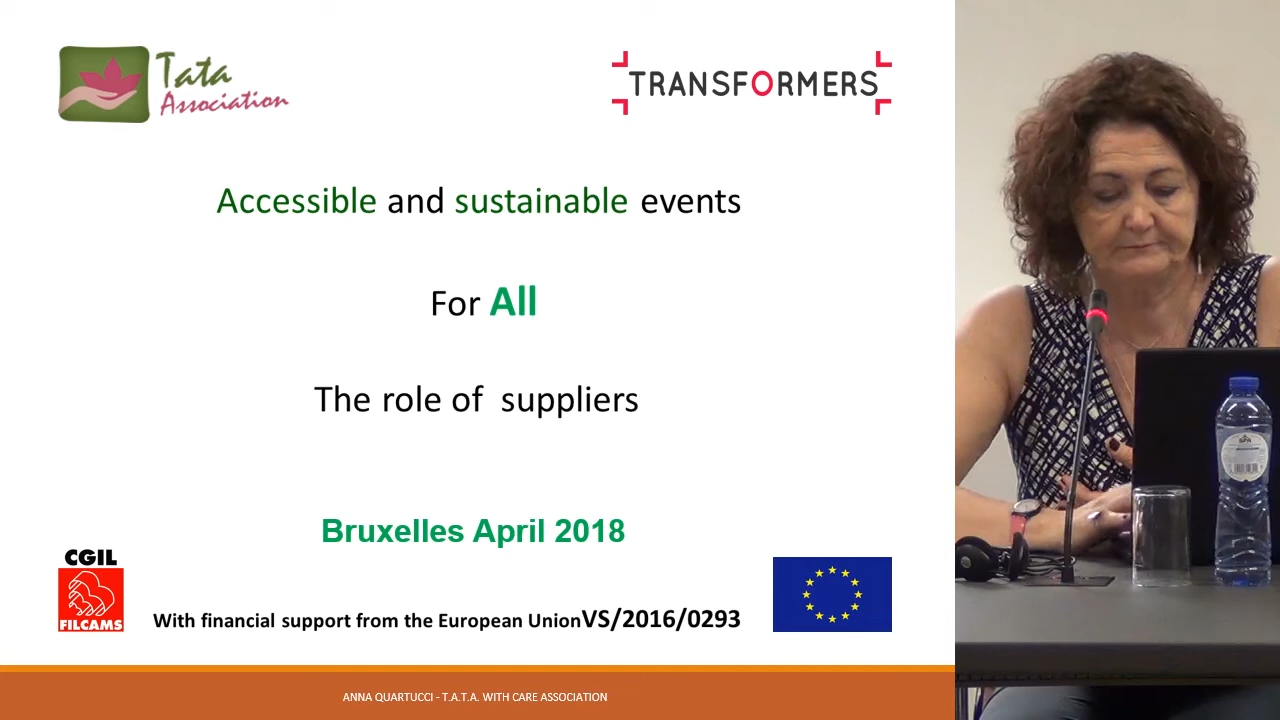 Tata
Association
TRANSFORMERS
Accessible and sustainable events
For All
The role of suppliers
Bruxelles April 2018
CGIL
FILCAMS
With financial support from the European UnionVS/2016/0293
ANNA QUARTUCCI - T.A.T.A. WITH CARE ASSOCIATION
SPA